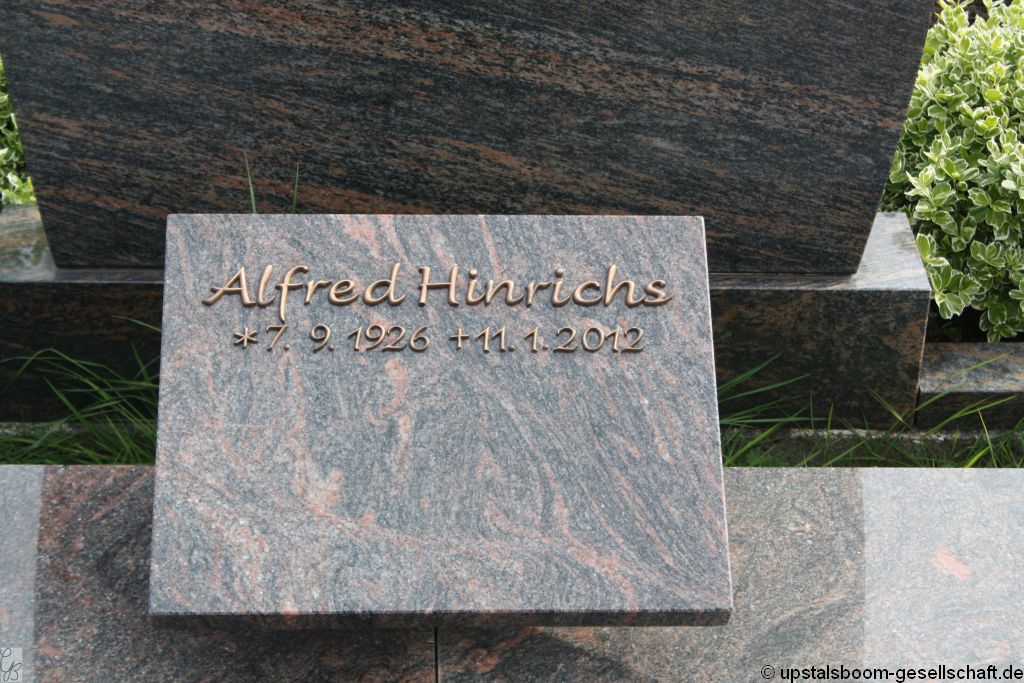 Alfred Hinrichs
*7. 9. 1926 +11. 1. 2012
© upstalsboom-gesellschaft.de